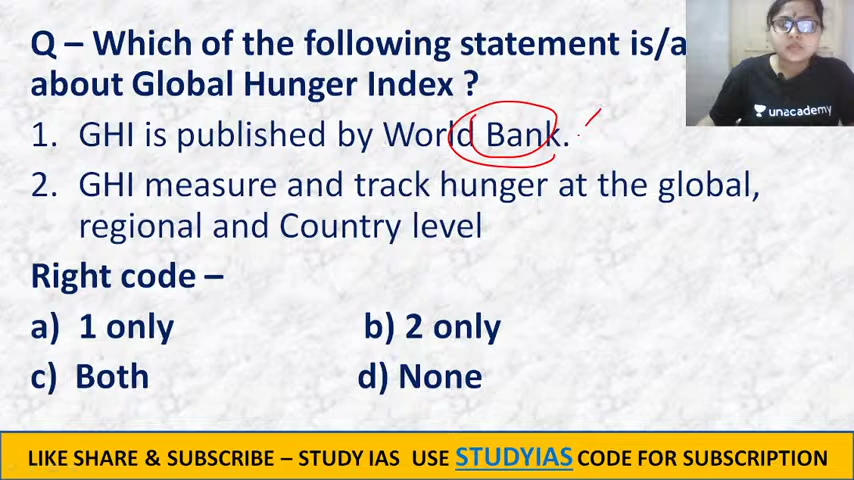 Q – Which of the following statement is/a
about Global Hunger Index ?
1. GHI is published by World Bank.
2. GHI measure and track hunger at the global,
regional and Country level
Right code –
a) 1 only b) 2 only
c) Both d) None
unacademy
LIKE SHARE & SUBSCRIBE – STUDY IAS USE STUDYIAS CODE FOR SUBSCRIPTION